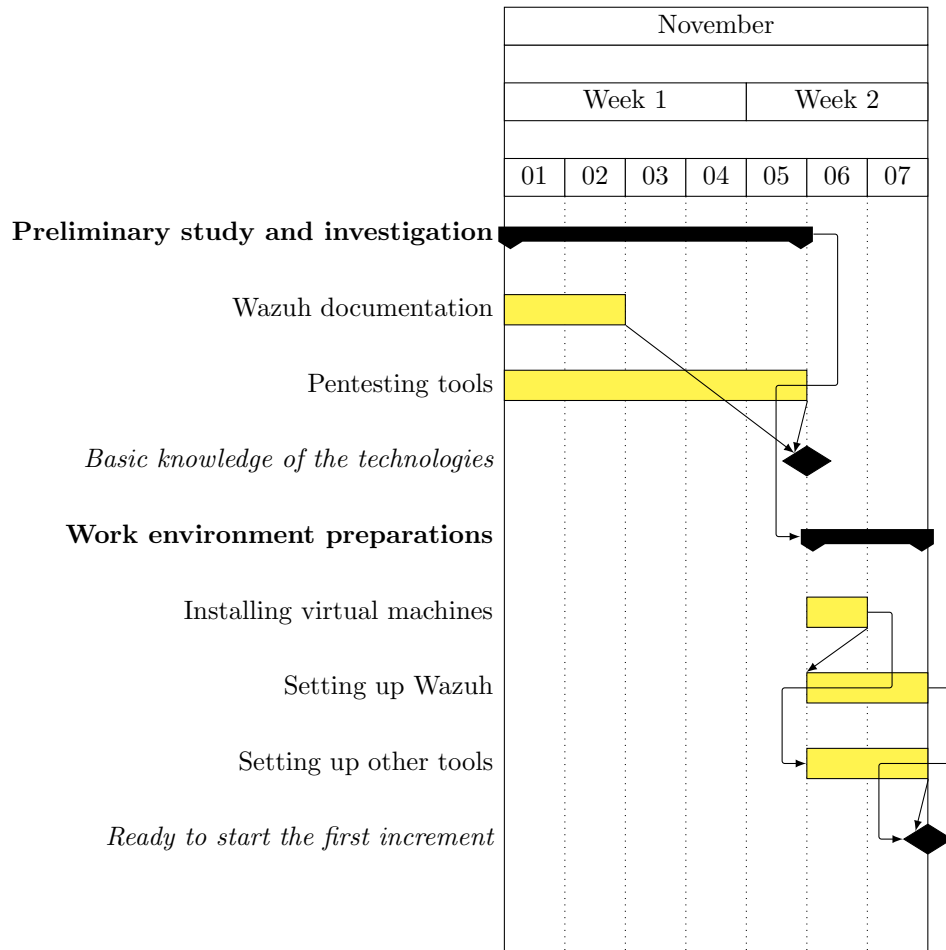 November
Week 1 Week 2
01 02 03 04 05 06 07
Preliminary study and investigation
Wazuh documentation
Pentesting tools
Basic knowledge of the technologies
Work environment preparations
Installing virtual machines
Setting up Wazuh
Setting up other tools
Ready to start the first increment